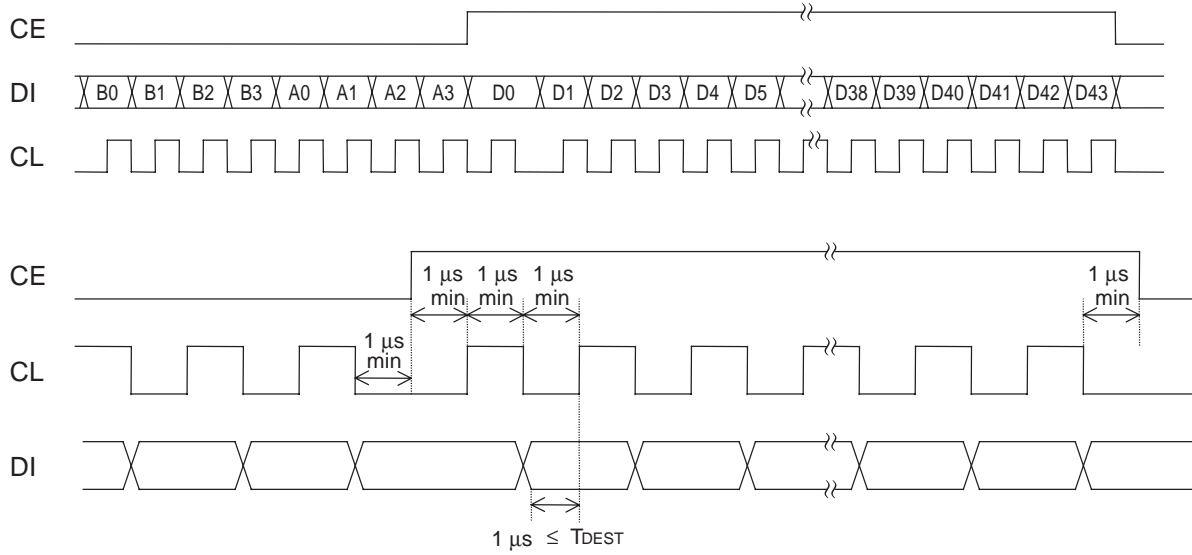 CE
DI B0 B1 B2 B3 A0 A1 A2 A3 D0 D1 D2 D3 D4 D5 D38 D39 D40 D41 D42 D43
CL
CE
1 μs min
1 μs min
1 μs min
1 μs min
1 μs min
CL
DI
1 μs ≤ TDEST